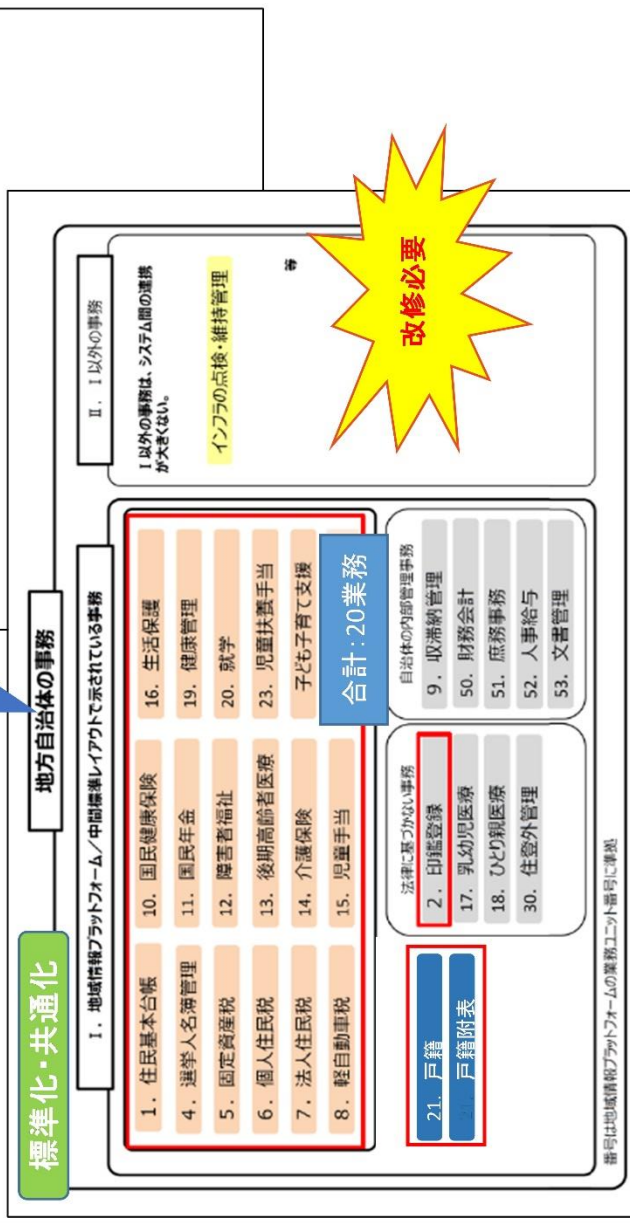 標準化・共通化
地方自治体の事務
Ⅰ．地域情報プラットフォーム／中間標準レイアウトで示されている事務
1．住民基本台帳
4．選挙人名簿管理
5．固定資産税
6．個人住民税
7．法人住民税
8．軽自動車税
10．国民健康保険
11．国民年金
12．障害者福祉
13．後期高齢者医療
14．介護保険
15．児童手当
16．生活保護
19．健康管理
20．就学
23．児童扶養手当
子ども子育て支援
合計：20業務
21．戸籍
戸籍附表
法律に基づかない事務
2．印鑑登録
17．乳幼児医療
18．ひとり親医療
30．住登外管理
自治体の内部管理事務
9．収滞納管理
50．財務会計
51．庶務事務
52．人事給与
53．文書管理
Ⅱ．Ⅰ以外の事務
Ⅰ以外の事務は、システム間の連携
が大きくない。
インフラの点検・維持管理
等
改修必要
番号は地域情報プラットフォームの業務ユニット番号に準拠